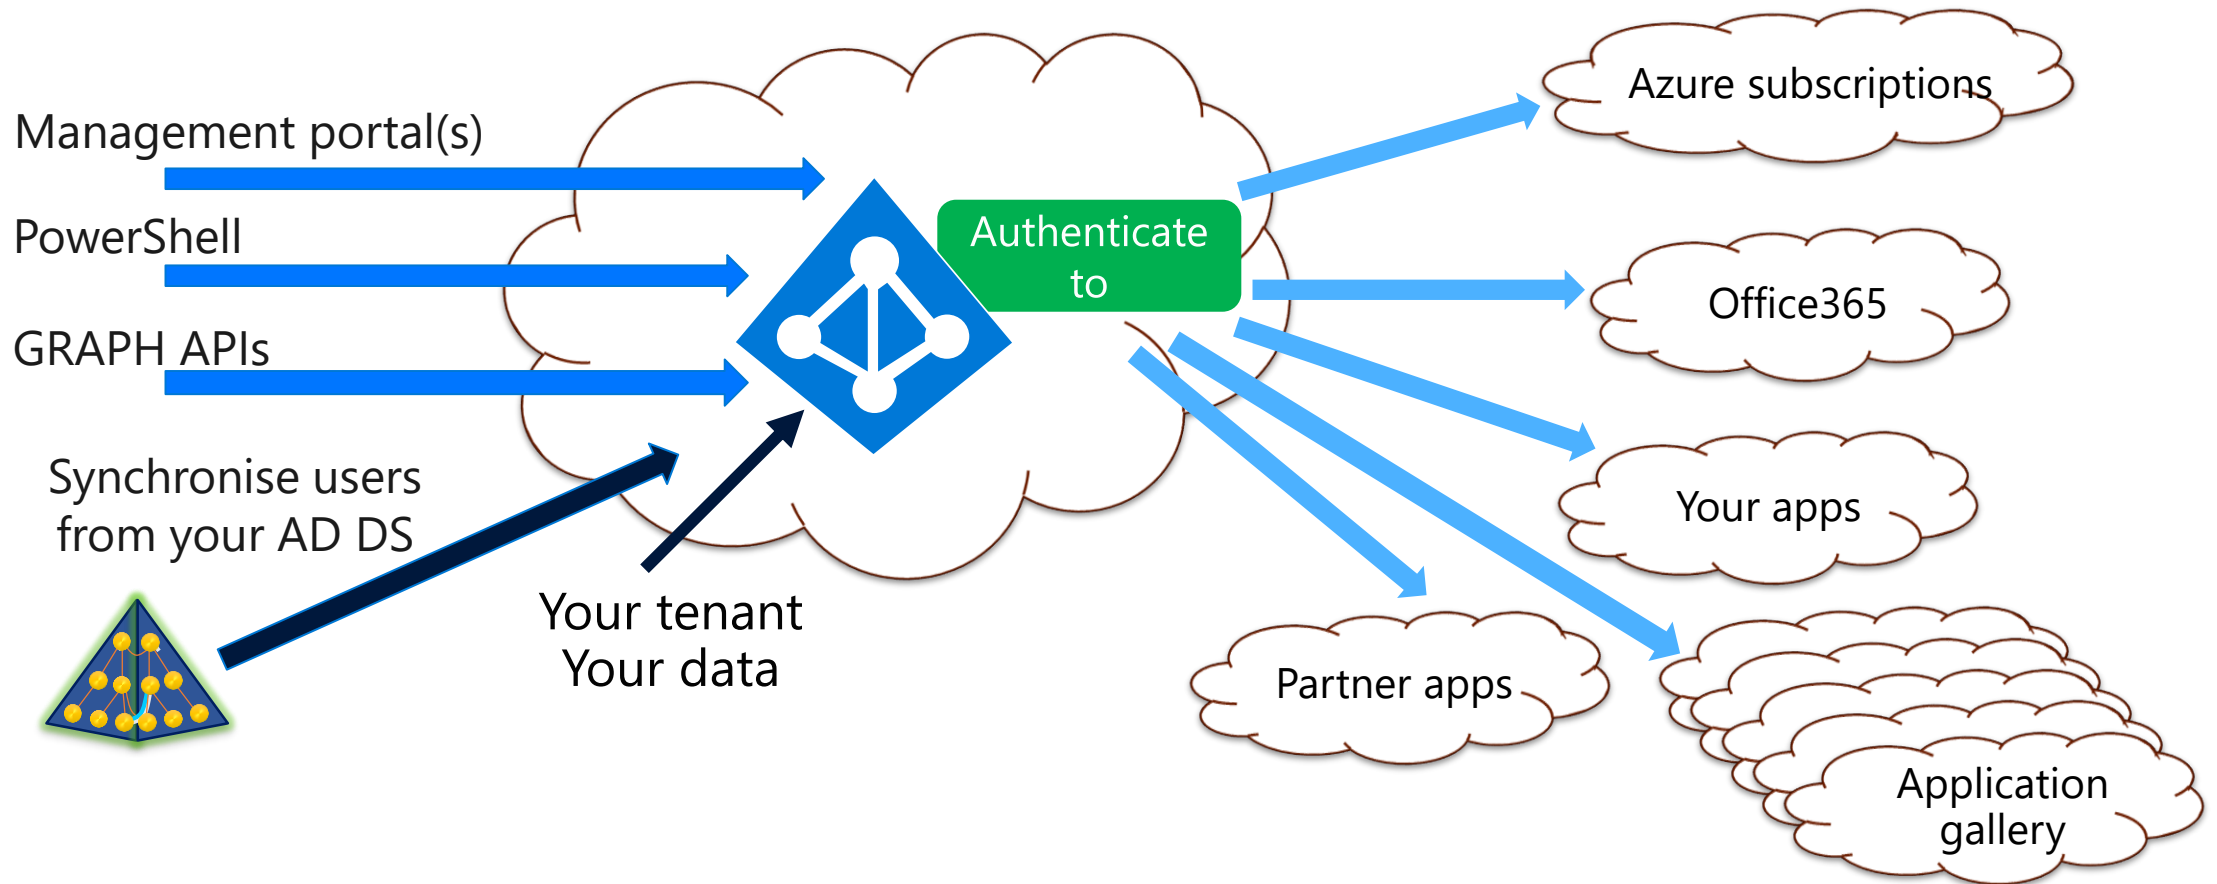 Management portal(s)
PowerShell
GRAPH APIs
Synchronise users
from your AD DS
Your tenant
Your data
Authenticate
to
Azure subscriptions
Office365
Your apps
Partner apps
Application
gallery